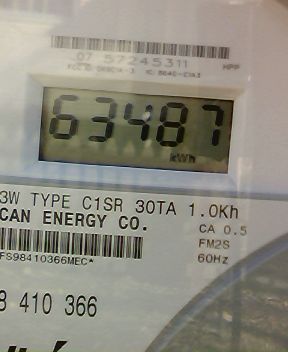 07 57245311
HPP
63487
kWh
3W TYPE C1SR 30TA 1.0Kh
CAN ENERGY CO.
CA 0.5
FM2S
60Hz
FS98410366MEC*
8 410 366